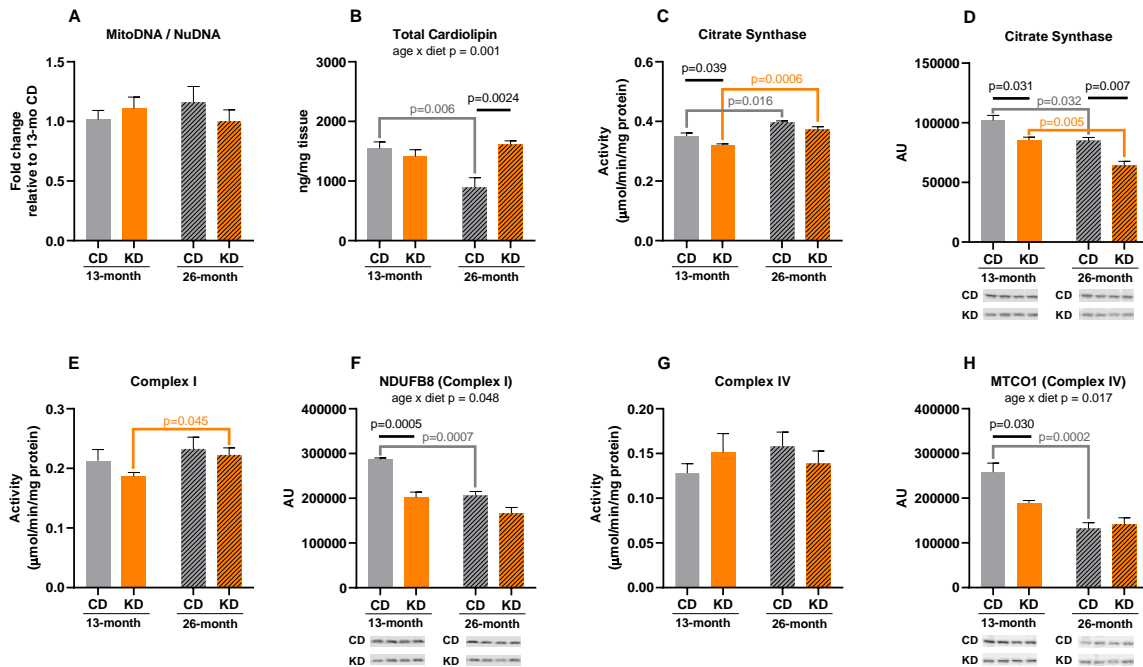 A
MitoDNA / NuDNA
Fold change
relative to 13-mo CD
1.5
1.0
0.5
0.0
CD KD CD KD
13-month 26-month
B
Total Cardiolipin
age x diet p = 0.001
ng/mg tissue
3000
2000
1000
0
p=0.006
p=0.0024
CD KD CD KD
13-month 26-month
C
Citrate Synthase
Activity
(µmol/min/mg protein)
0.6
0.4
0.2
0.0
p=0.039
p=0.0006
p=0.016
CD KD CD KD
13-month 26-month
D
Citrate Synthase
AU
150000
100000
50000
0
p=0.031
p=0.007
p=0.032
p=0.005
CD KD CD KD
13-month 26-month
CD CD
KD KD
E
Complex I
Activity
(µmol/min/mg protein)
0.3
0.2
0.1
0.0
p=0.045
CD KD CD KD
13-month 26-month
F
NDUFB8 (Complex I)
age x diet p = 0.048
AU
400000
300000
200000
100000
0
p=0.0005
p=0.0007
CD KD CD KD
13-month 26-month
CD CD
KD KD
G
Complex IV
Activity
(µmol/min/mg protein)
0.20
0.15
0.10
0.05
0.00
CD KD CD KD
13-month 26-month
H
MTCO1 (Complex IV)
age x diet p = 0.017
AU
400000
300000
200000
100000
0
p=0.030
p=0.0002
CD KD CD KD
13-month 26-month
CD CD
KD KD